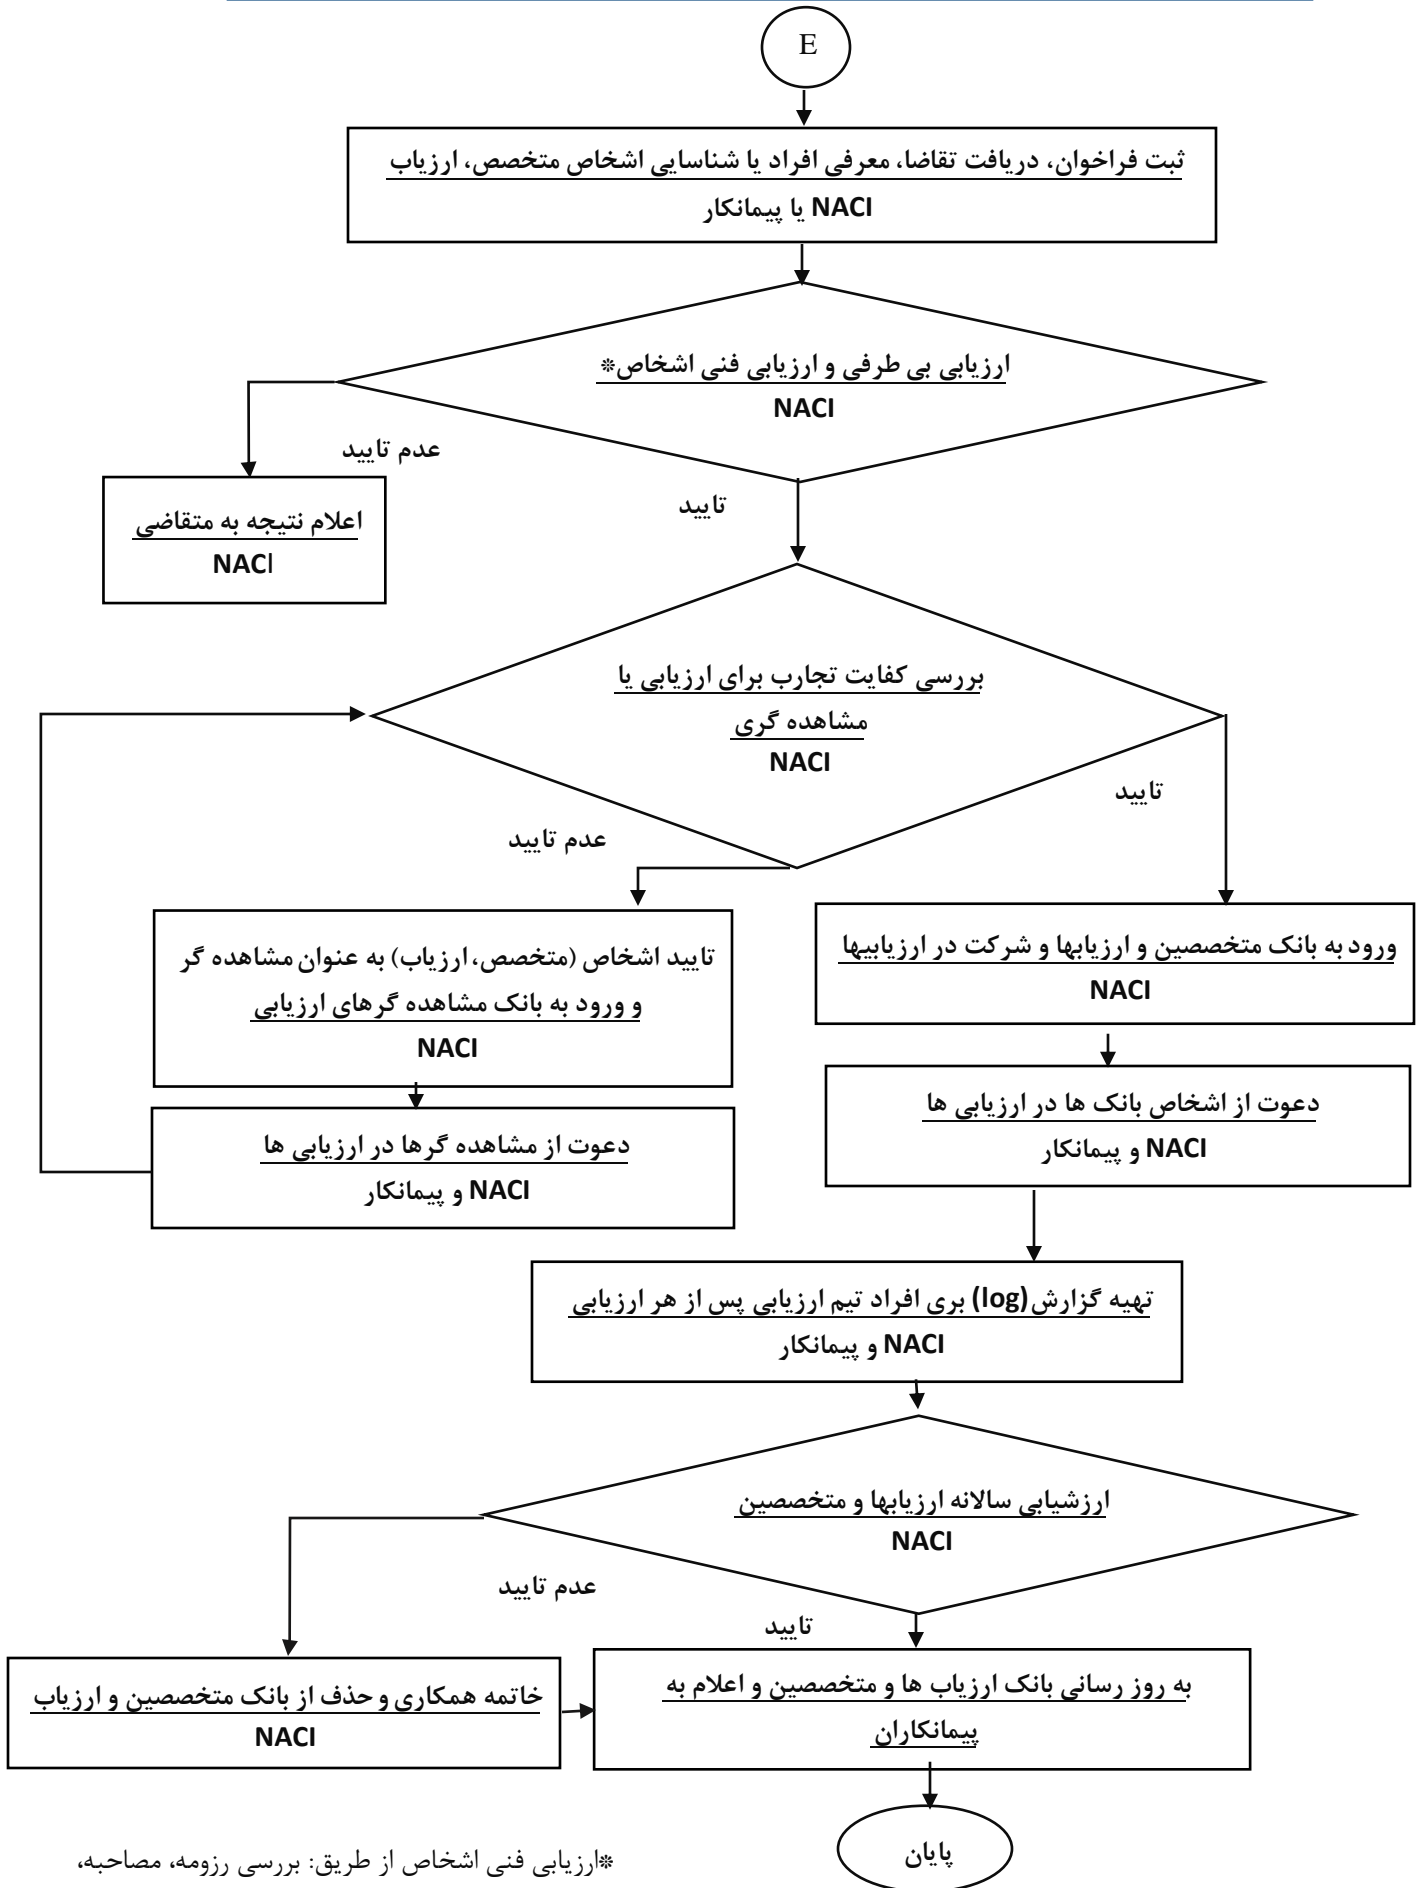 E
ثبت فراخوان، دریافت تقاضا، معرفی افراد یا شناسایی اشخاص متخصص، ارزیاب
NACI یا پیمانکار
ارزیابی بی طرفی و ارزیابی فنی اشخاص*
NACI
عدم تایید
تایید
اعلام نتیجه به متقاضی
NACI
بررسی کفایت تجارب برای ارزیابی یا
مشاهده گری
NACI
تایید
عدم تایید
ورود به بانک متخصصین و ارزیابها و شرکت در ارزیابیها
NACI
تایید اشخاص (متخصص، ارزیاب) به عنوان مشاهده گر
و ورود به بانک مشاهده گرهای ارزیابی
NACI
دعوت از اشخاص بانک ها در ارزیابی ها
NACI و پیمانکار
دعوت از مشاهده گرها در ارزیابی ها
NACI و پیمانکار
تهیه گزارش(log) بری افراد تیم ارزیابی پس از هر ارزیابی
NACI و پیمانکار
ارزشیابی سالانه ارزیابها و متخصصین
NACI
عدم تایید
تایید
به روز رسانی بانک ارزیاب ها و متخصصین و اعلام به
پیمانکاران
خاتمه همکاری و حذف از بانک متخصصین و ارزیاب
NACI
پایان
*ارزیابی فنی اشخاص از طریق: بررسی رزومه، مصاحبه،